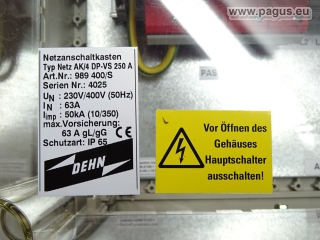 www.pagus.eu
Netzanschaltkasten
Typ Netz AK/4 DP-VS 250 A
Art.Nr.: 989 400/S
Serien Nr.: 4025
UN : 230V/400V (50Hz)
IN : 63A
Iimp : 50kA (10/350)
max.Vorsicherung:
63 A gL/gG CE
Schutzart: IP 65
DEHN
PAS
Vor Öffnen des
Gehäuses
Hauptschalter
ausschalten!